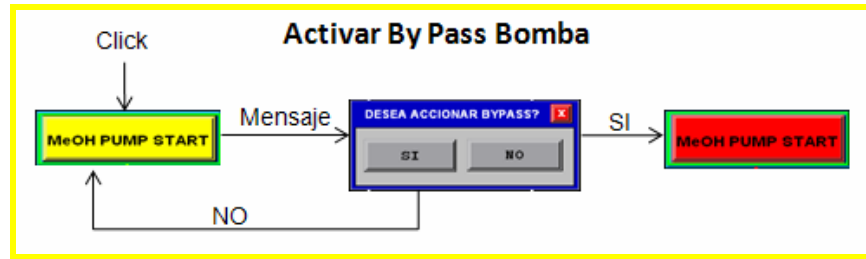 Activar By Pass Bomba
Click
MeOH PUMP START
Mensaje
DESEA ACCIONAR BYPASS?
X
SI
NO
SI
MeOH PUMP START
NO